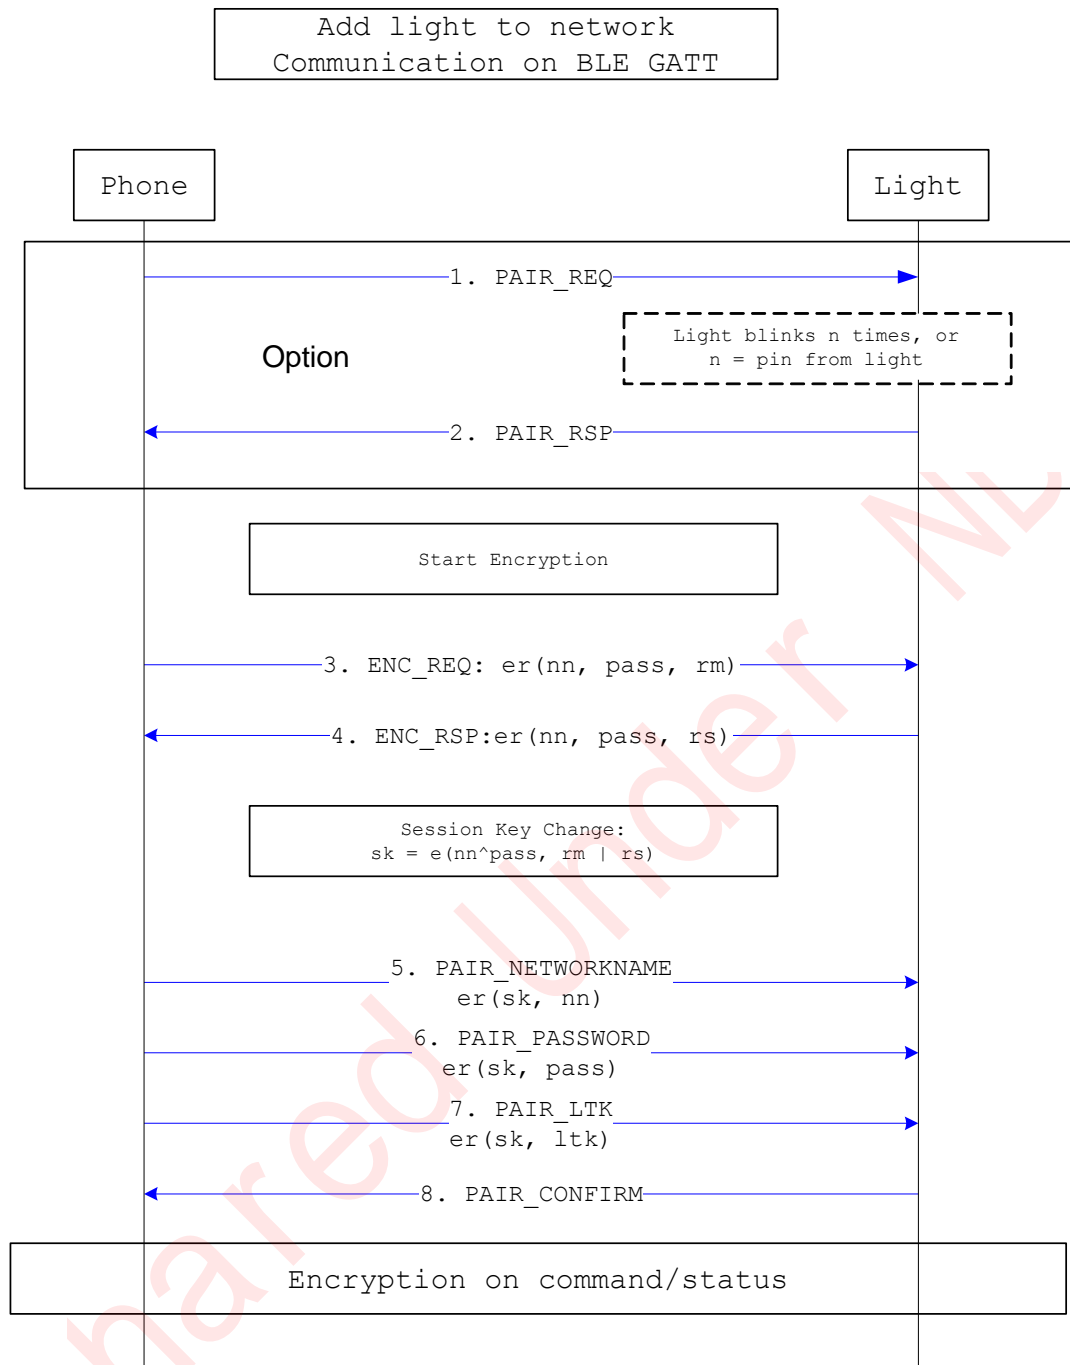 Add light to network
Communication on BLE GATT
Phone
Light
1. PAIR_REQ
Light blinks n times, or
n = pin from light
Option
2. PAIR_RSP
Start Encryption
3. ENC_REQ: er(nn, pass, rm)
4. ENC_RSP:er(nn, pass, rs)
Session Key Change:
sk = e(nn^pass, rm | rs)
5. PAIR_NETWORKNAME
er(sk, nn)
6. PAIR_PASSWORD
er(sk, pass)
7. PAIR_LTK
er(sk, ltk)
8. PAIR_CONFIRM
Encryption on command/status
hared Under